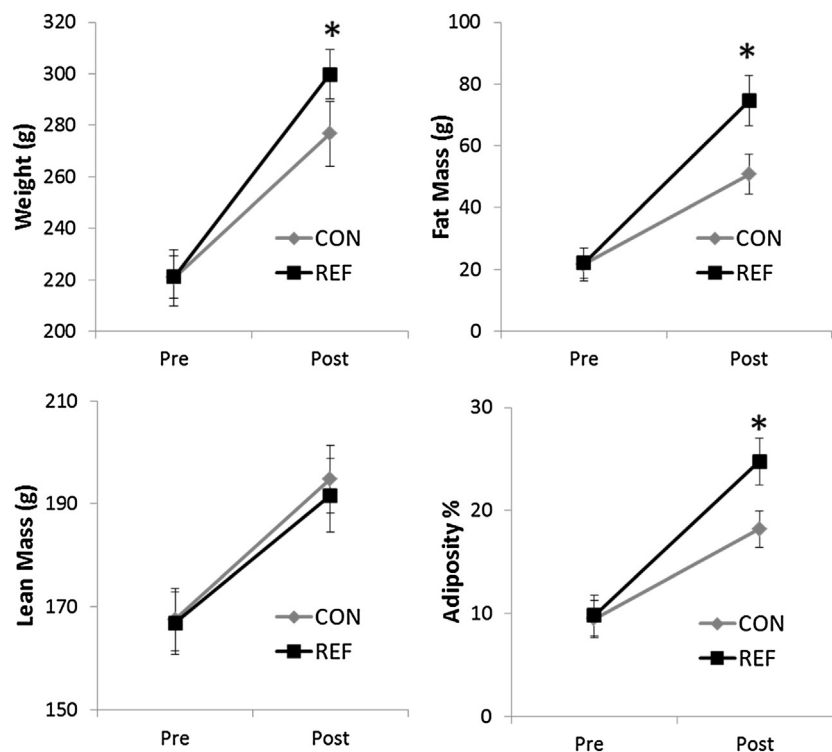 320
300
280
260
240
220
200
Weight (g)
*
CON
REF
Pre Post
100
80
60
40
20
0
Fat Mass (g)
*
CON
REF
Pre Post
210
190
170
150
Lean Mass (g)
CON
REF
Pre Post
30
20
10
0
Adiposity %
*
CON
REF
Pre Post